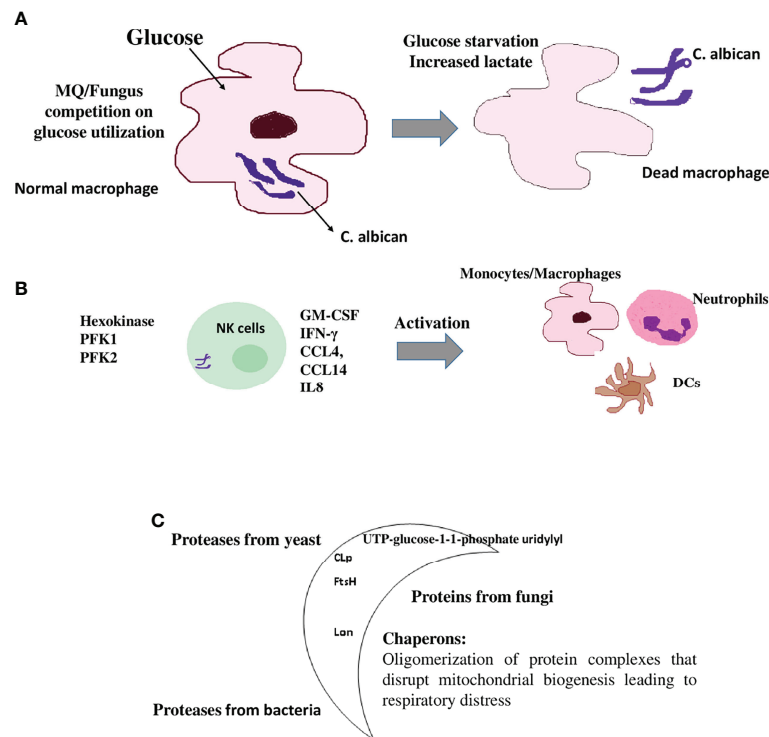 A
Glucose
MQ/Fungus
competition on
glucose utilization
Normal macrophage
C. albican
Glucose starvation
Increased lactate
C. albican
Dead macrophage
B
Hexokinase
PFK1
PFK2
NK cells
GM-CSF
IFN-γ
CCL4,
CCL14
IL8
Activation
Monocytes/Macrophages
Neutrophils
DCs
C
Proteases from yeast
UTP-glucose-1-1-phosphate uridylyl
CLp
FtsH
Lon
Proteins from fungi
Chaperons:
Oligomerization of protein complexes that
disrupt mitochondrial biogenesis leading to
respiratory distress
Proteases from bacteria